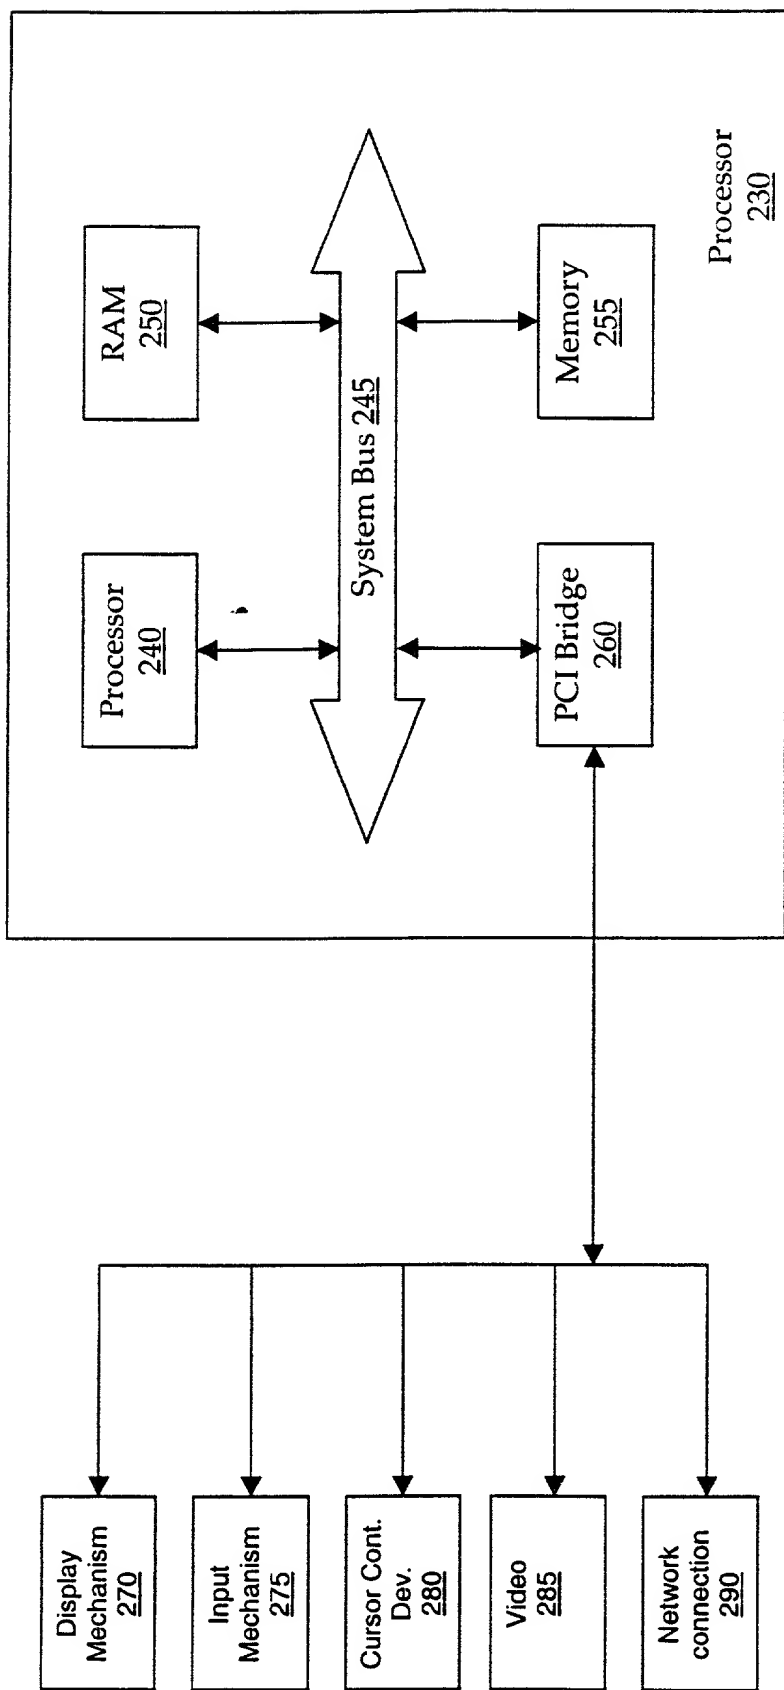 Display
Mechanism
270
Input
Mechanism
275
Cursor Cont.
Dev.
280
Video
285
Network
connection
290
Processor
240
RAM
250
System Bus 245
PCI Bridge
260
Memory
255
Processor
230